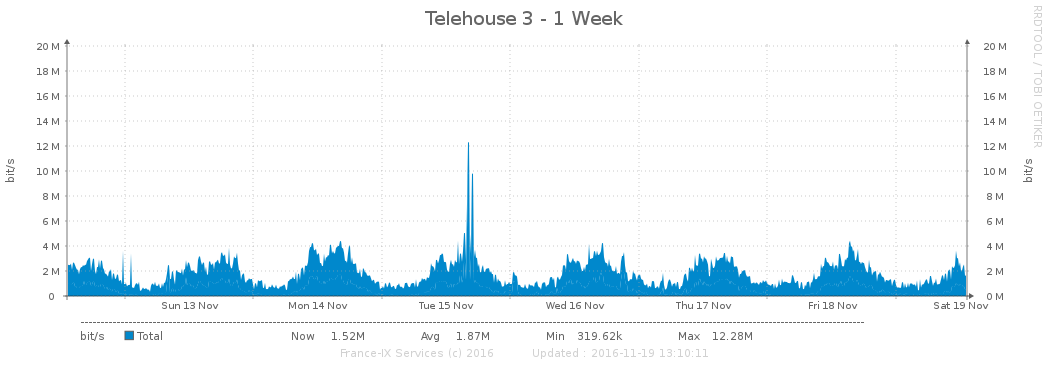 Telehouse 3 - 1 Week
RRDTOOL / TOBI OETIKER
20 M 20 M
18 M 18 M
16 M 16 M
14 M 14 M
12 M 12 M
10 M 10 M
8 M 8 M
6 M 6 M
4 M 4 M
2 M 2 M
0 0 M
bit/s
bit/s
Sun 13 Nov Mon 14 Nov Tue 15 Nov Wed 16 Nov Thu 17 Nov Fri 18 Nov Sat 19 Nov
bit/s Total Now 1.52M Avg 1.87M Min 319.62k Max 12.28M
France-IX Services (c) 2016 Updated : 2016-11-19 13:10:11